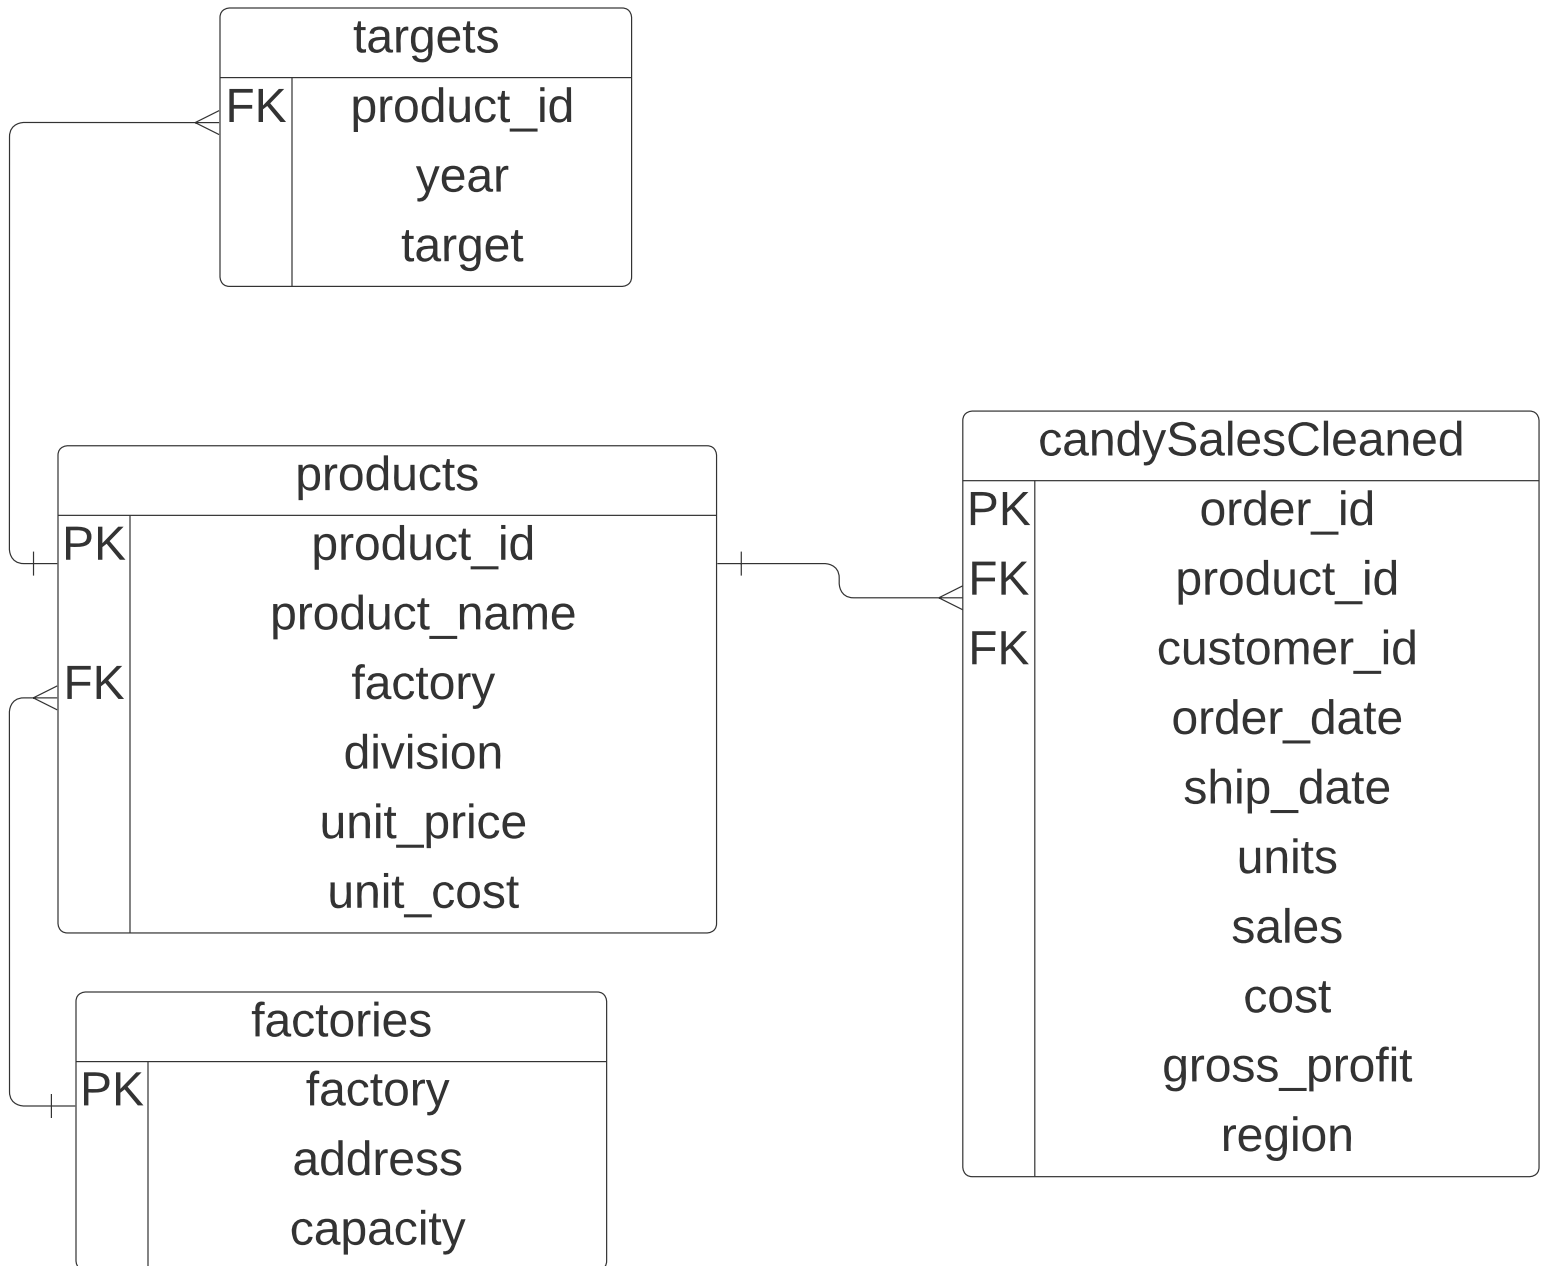 targets
FK product_id
year
target
products
PK product_id
product_name
FK factory
division
unit_price
unit_cost
candySalesCleaned
PK order_id
FK product_id
FK customer_id
order_date
ship_date
units
sales
cost
gross_profit
region
factories
PK factory
address
capacity